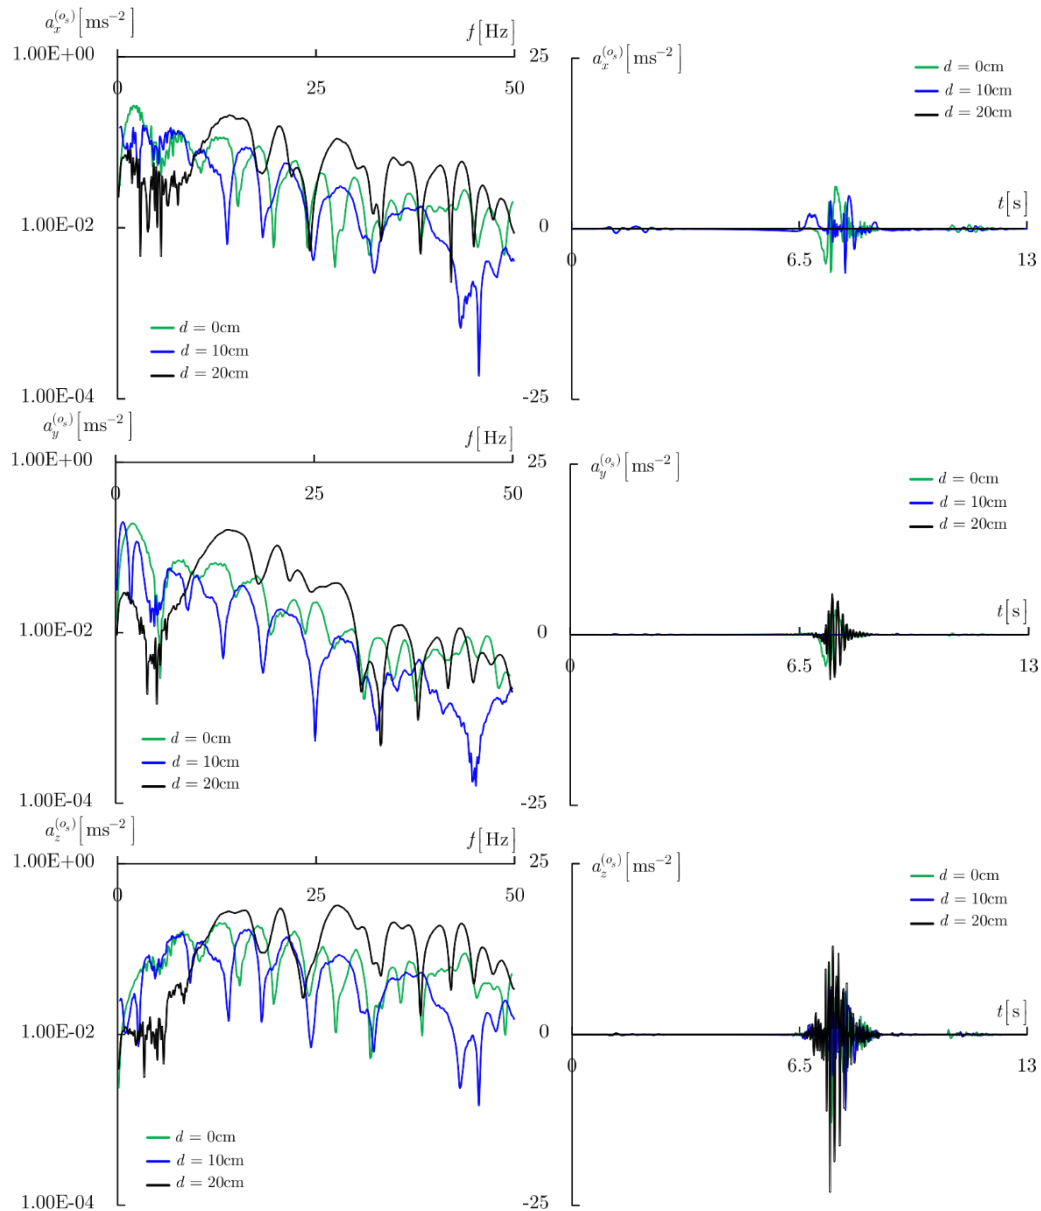 a_x^{(o_s)} [ms⁻²]
f[Hz]
1.00E+00
0
25
50
1.00E-02
d = 0cm
d = 10cm
d = 20cm
1.00E-04
25
a_x^{(o_s)} [ms⁻²]
d = 0cm
d = 10cm
d = 20cm
t[s]
0
0
6.5
13
-25
a_y^{(o_s)} [ms⁻²]
f[Hz]
1.00E+00
0
25
50
1.00E-02
d = 0cm
d = 10cm
d = 20cm
1.00E-04
25
a_y^{(o_s)} [ms⁻²]
d = 0cm
d = 10cm
d = 20cm
t[s]
0
0
6.5
13
-25
a_z^{(o_s)} [ms⁻²]
f[Hz]
1.00E+00
0
25
50
1.00E-02
d = 0cm
d = 10cm
d = 20cm
1.00E-04
25
a_z^{(o_s)} [ms⁻²]
d = 0cm
d = 10cm
d = 20cm
t[s]
0
0
6.5
13
-25